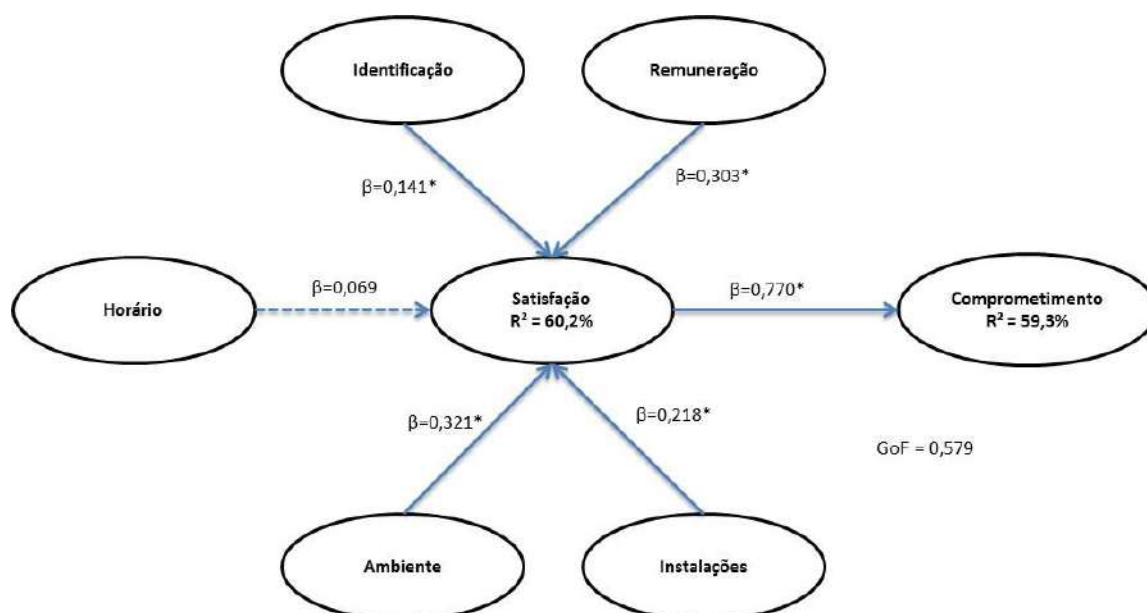 Identificação
Remuneração
β=0,141*
β=0,303*
Horário
β=0,069
Satisfação
R² = 60,2%
β=0,770*
Comprometimento
R² = 59,3%
β=0,321*
β=0,218*
GoF = 0,579
Ambiente
Instalações